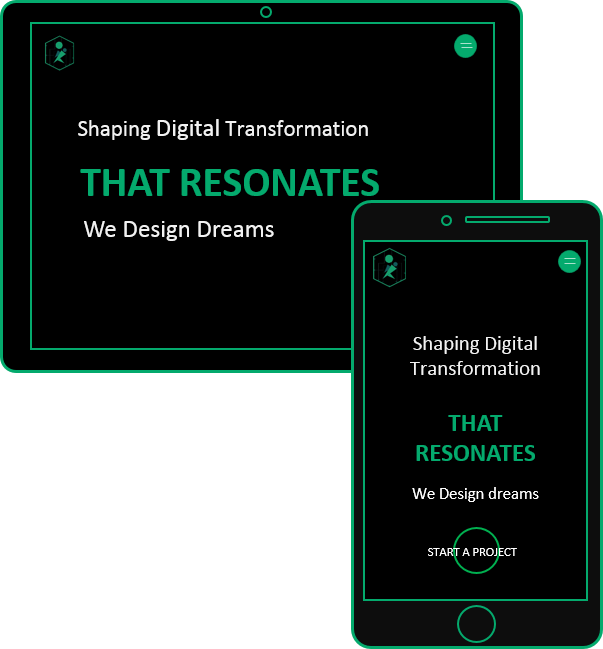 Shaping Digital Transformation
THAT RESONATES
We Design Dreams
Shaping Digital
Transformation
THAT
RESONATES
We Design dreams
START A PROJECT